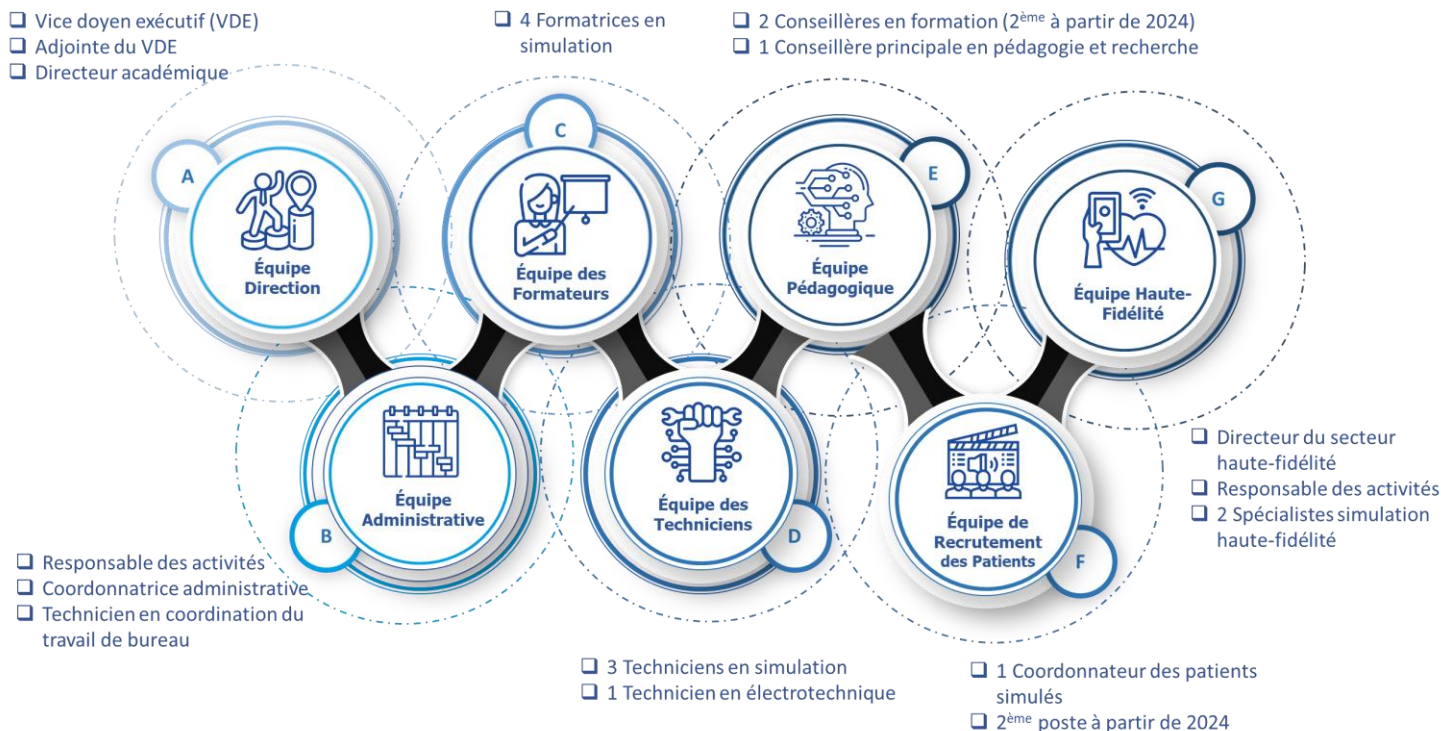 ❑ Vice doyen exécutif (VDE)
❑ Adjointe du VDE
❑ Directeur académique
❑ 4 Formatrices en
simulation
❑ 2 Conseillères en formation (2ème à partir de 2024)
❑ 1 Conseillère principale en pédagogie et recherche
A
Équipe
Direction
C
Équipe des
Formateurs
E
Équipe
Pédagogique
G
Équipe Haute-
Fidélité
B
Équipe
Administrative
D
Équipe des
Techniciens
F
Équipe de
Recrutement
des Patients
❑ Directeur du secteur
haute-fidélité
❑ Responsable des activités
❑ 2 Spécialistes simulation
haute-fidélité
❑ Responsable des activités
❑ Coordonnatrice administrative
❑ Technicien en coordination du
travail de bureau
❑ 3 Techniciens en simulation
❑ 1 Technicien en électrotechnique
❑ 1 Coordonnateur des patients
simulés
❑ 2ème poste à partir de 2024